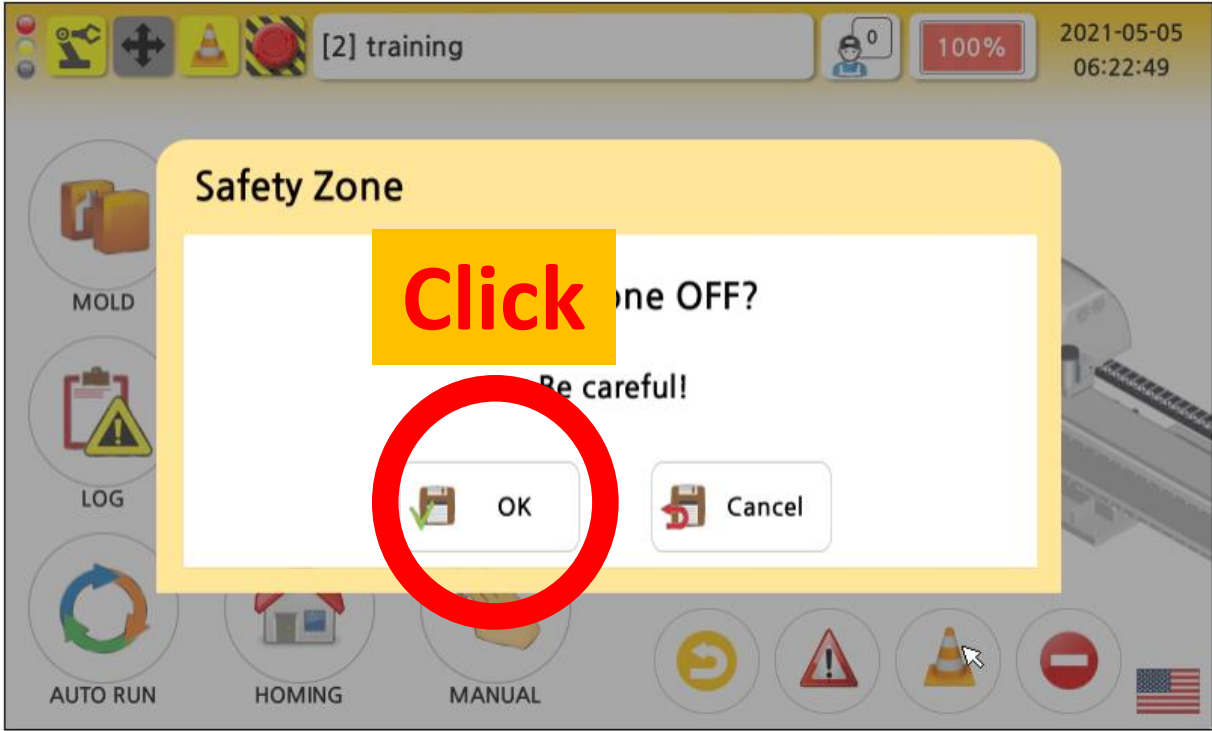 [2] training
0
100%
2021-05-05
06:22:49
Safety Zone
Click
OFF?
Be careful!
OK
Cancel
MOLD
LOG
AUTO RUN
HOMING
MANUAL